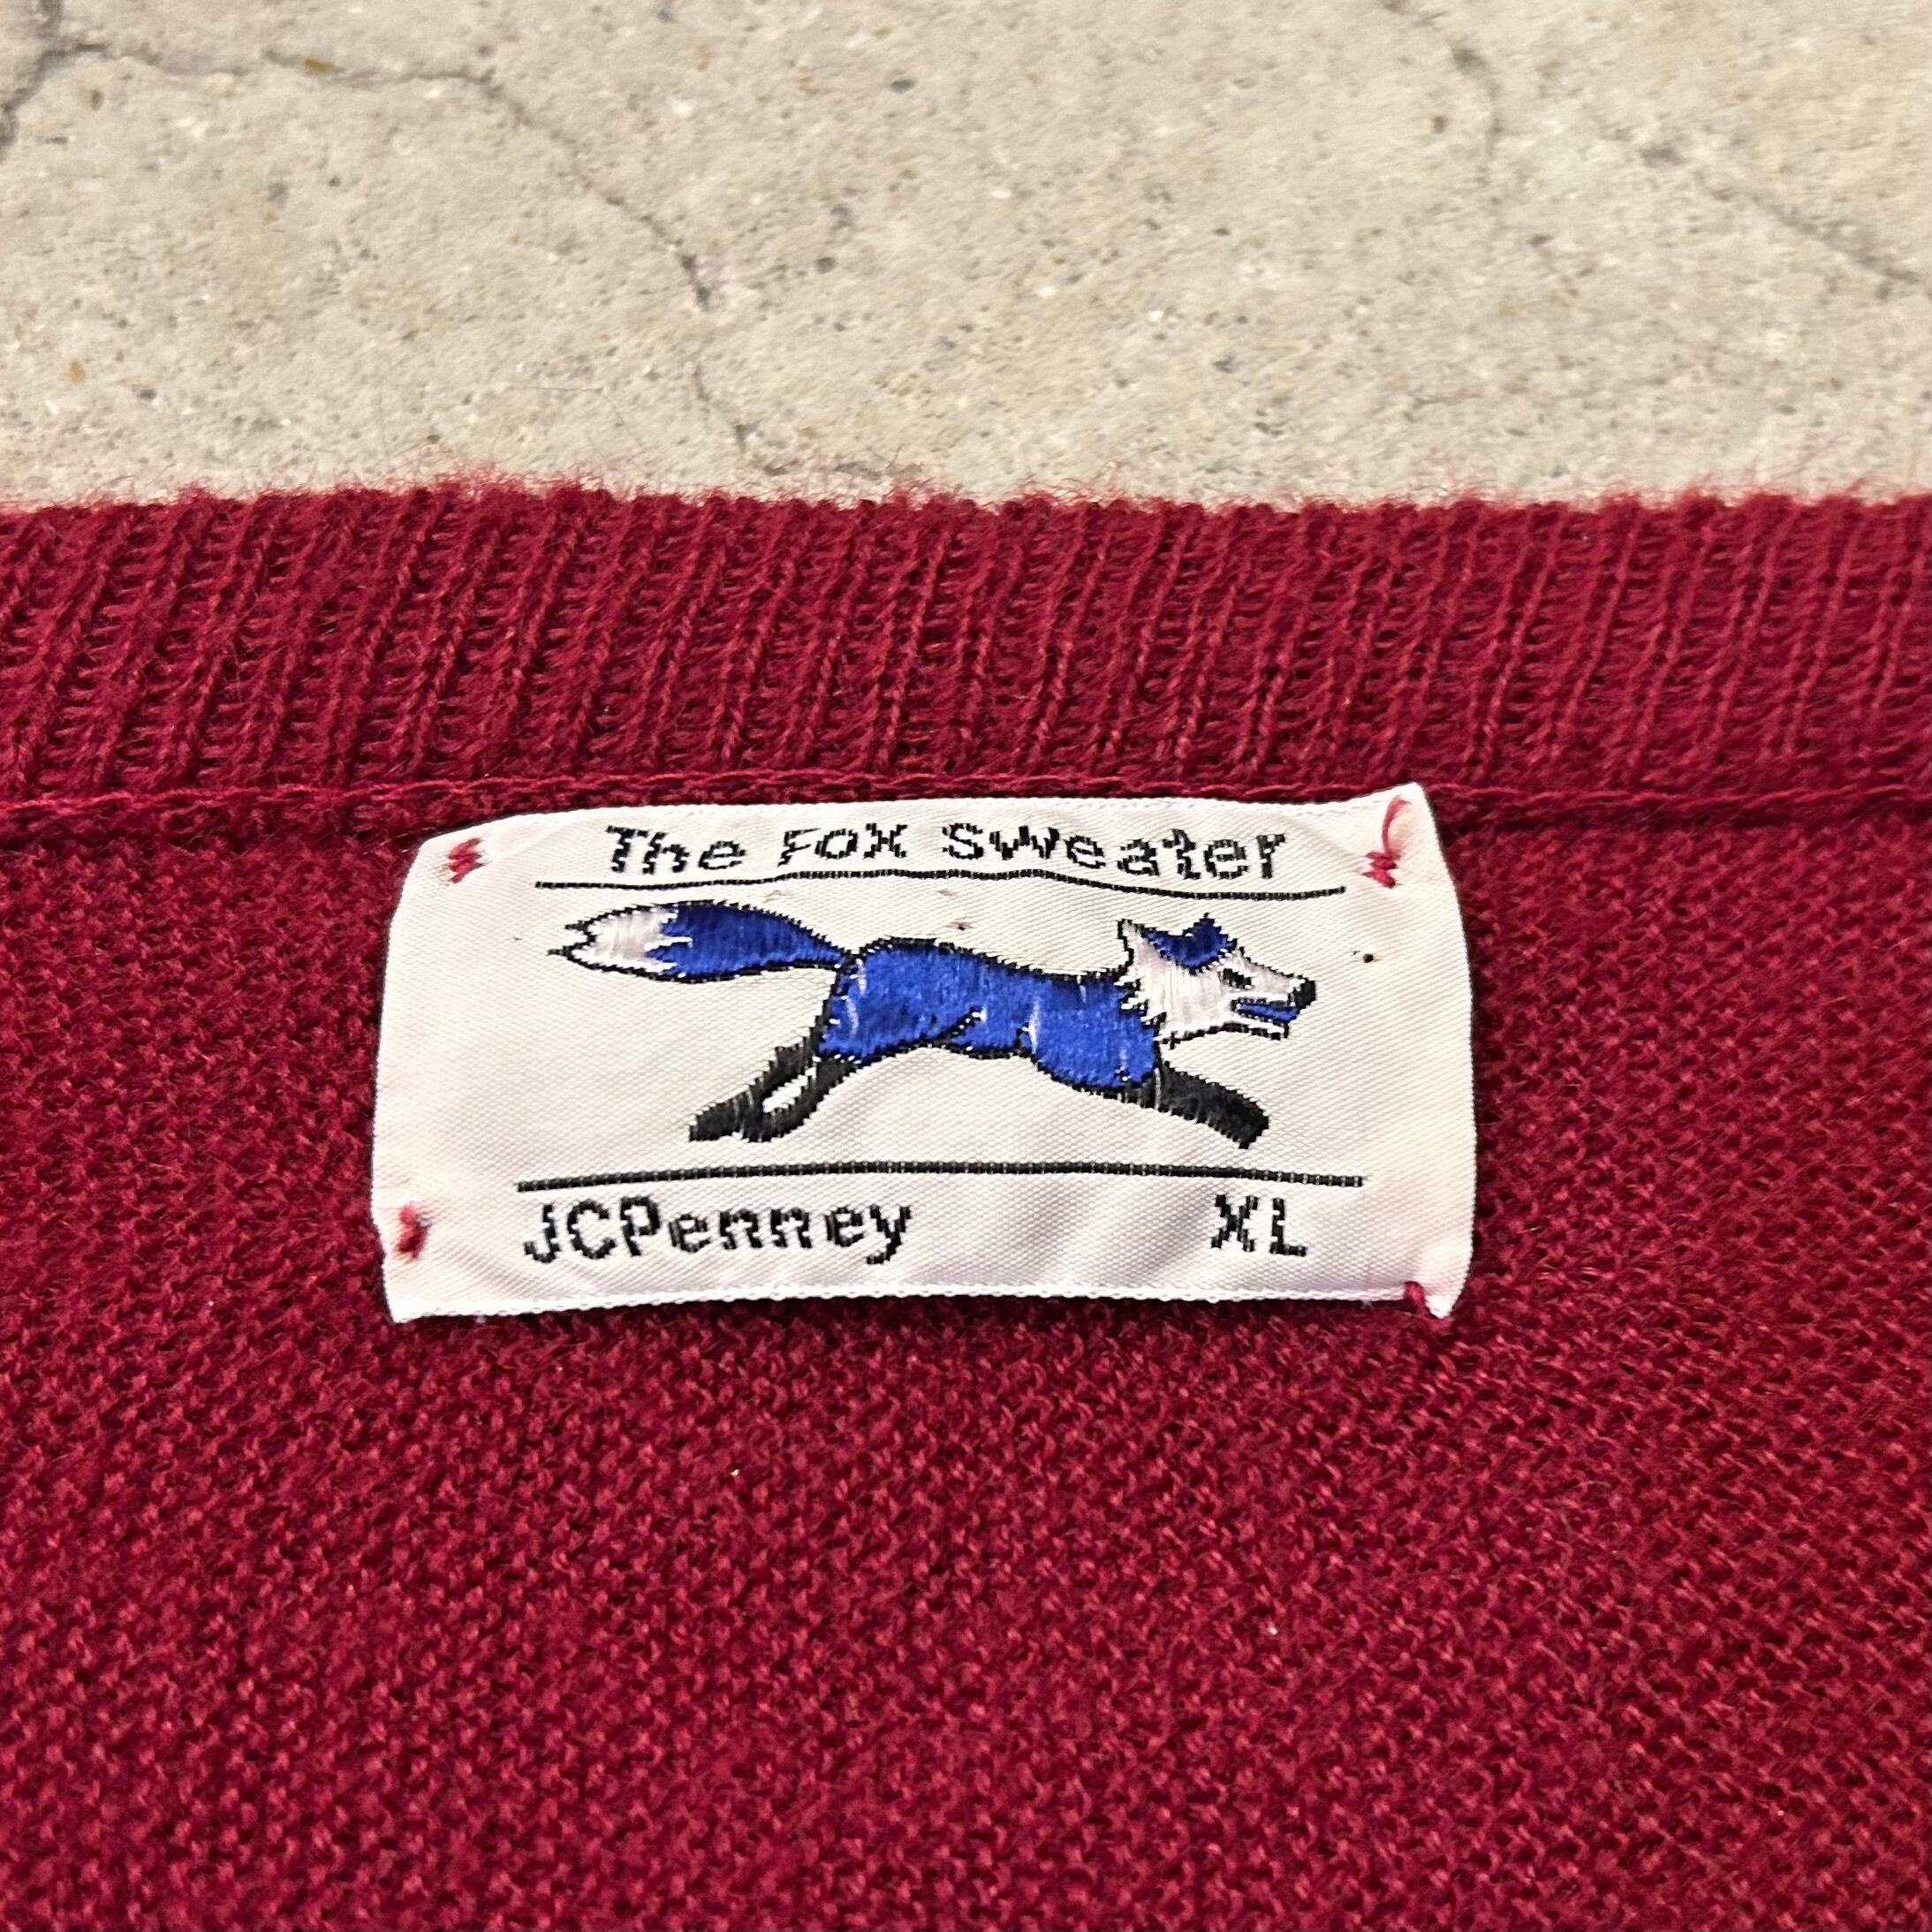 The Fox Sweater
JCPenney XL